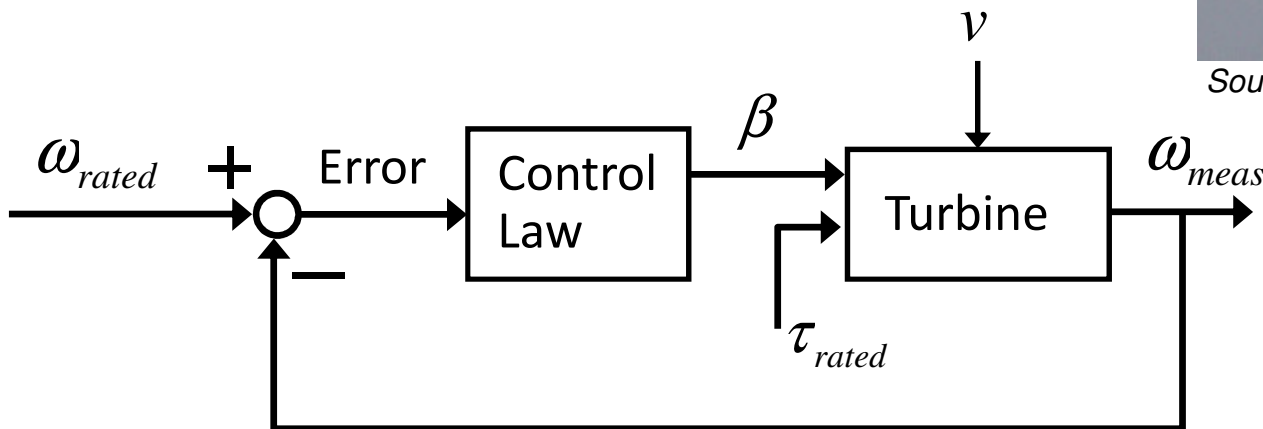 v
Sou
β
ω_rated
+
Error
Control
Law
Turbine
ω_meas
−
τ_rated